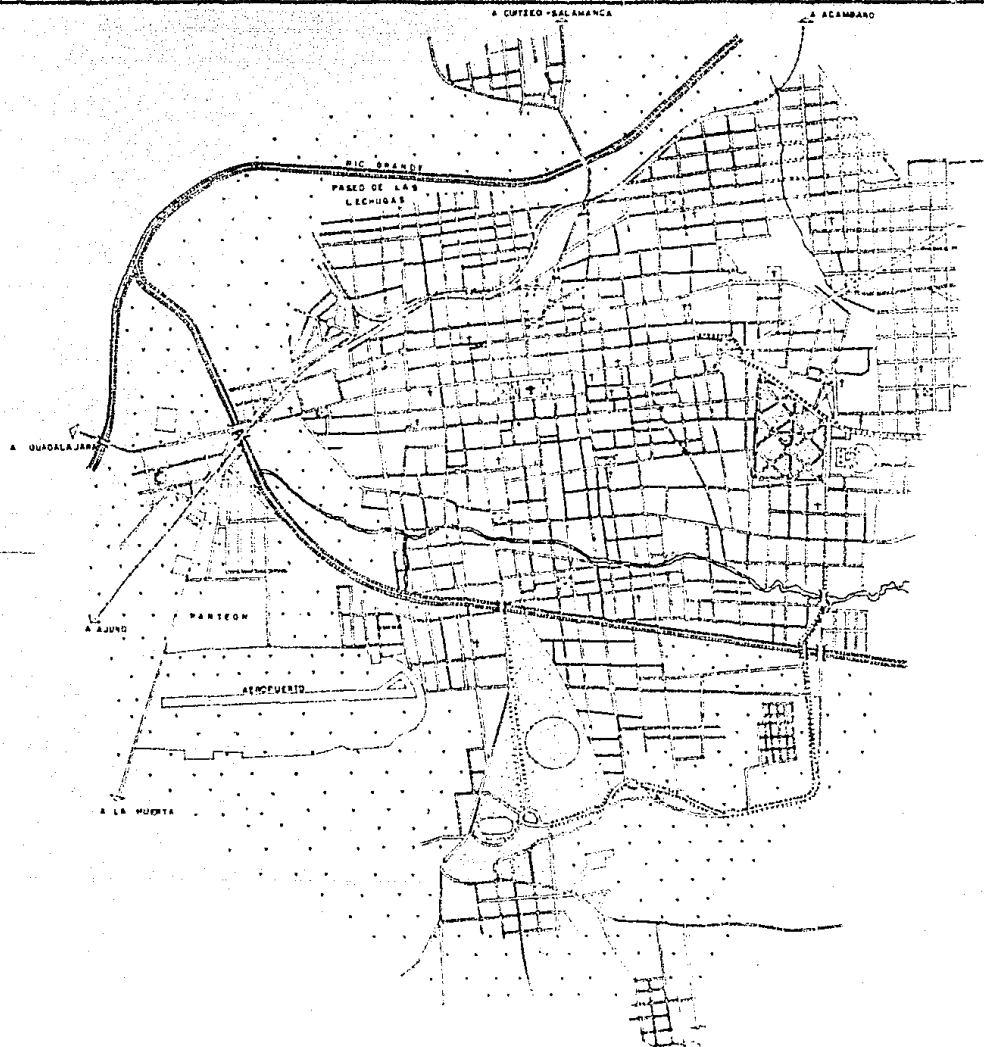 A CUITZEO-SALAMANCA
A ACAMBARO
RIO GRANDE
PASEO DE LAS
LECHUGAS
A GUADALAJARA
A AJUNO
PANTEON
AEROPUERTO
A LA HUERTA